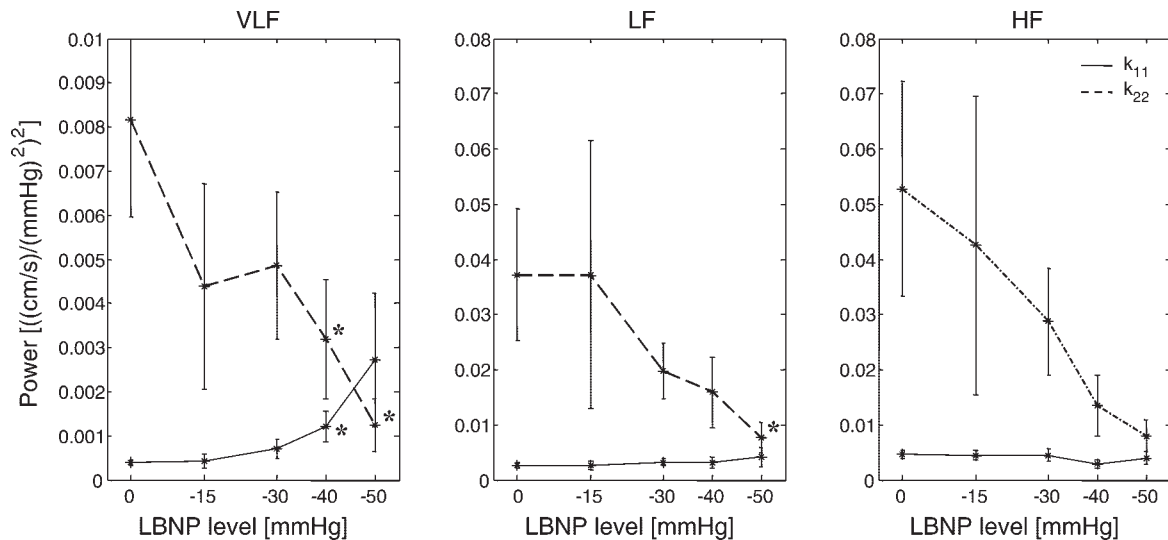 VLF
LF
HF
0.01
0.009
0.008
0.007
0.006
0.005
0.004
0.003
0.002
0.001
0
0.08
0.07
0.06
0.05
0.04
0.03
0.02
0.01
0
0.08
0.07
0.06
0.05
0.04
0.03
0.02
0.01
0
Power [((cm/s)/(mmHg)²)²]
k₁₁
k₂₂
*
*
*
*
0 -15 -30 -40 -50
0 -15 -30 -40 -50
0 -15 -30 -40 -50
LBNP level [mmHg]
LBNP level [mmHg]
LBNP level [mmHg]